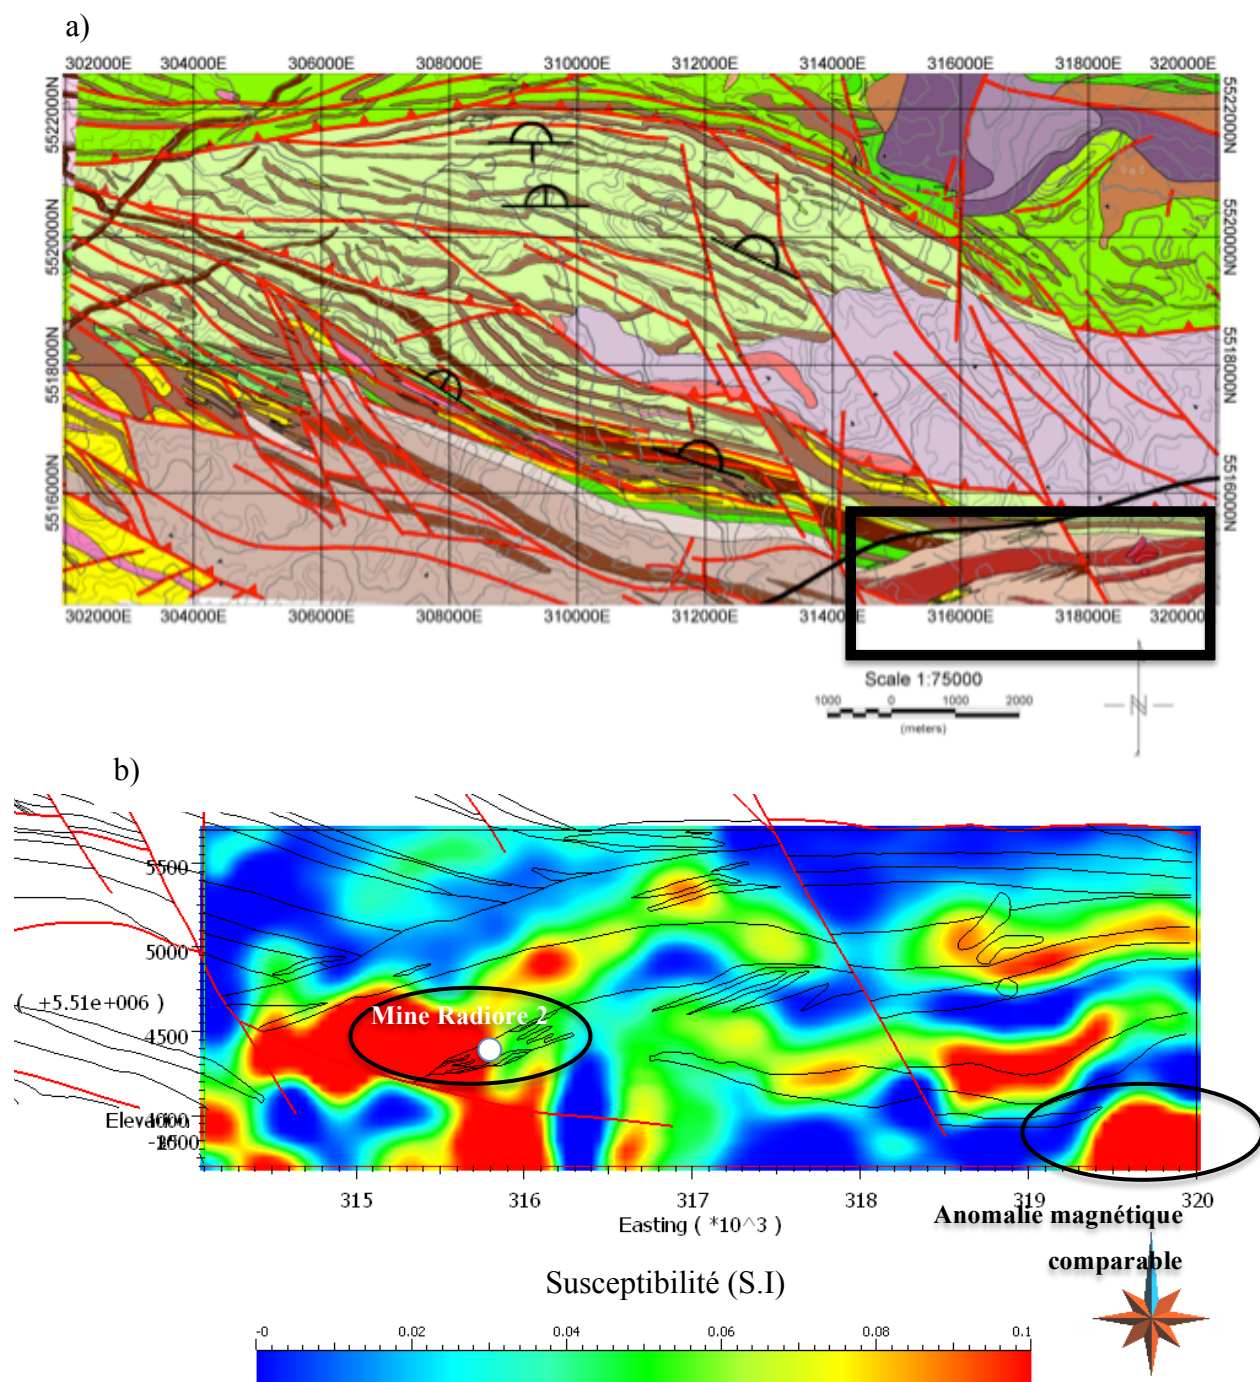 a)
302000E 304000E 306000E 308000E 310000E 312000E 314000E 316000E 318000E 320000E
5522000N 5522000N
5520000N 5520000N
5518000N 5518000N
5516000N 5516000N
302000E 304000E 306000E 308000E 310000E 312000E 314000E 316000E 318000E 320000
Scale 1:75000
1000 0 1000 2000
(meters)
N
b)
5500
5000
( +5.51e+006 )
4500
Mine Radiore 2
315 316 317 318 319 320
Easting ( *10^3 )
Anomalie magnétique
comparable
Susceptibilité (S.I)
-0 0.02 0.04 0.06 0.08 0.1